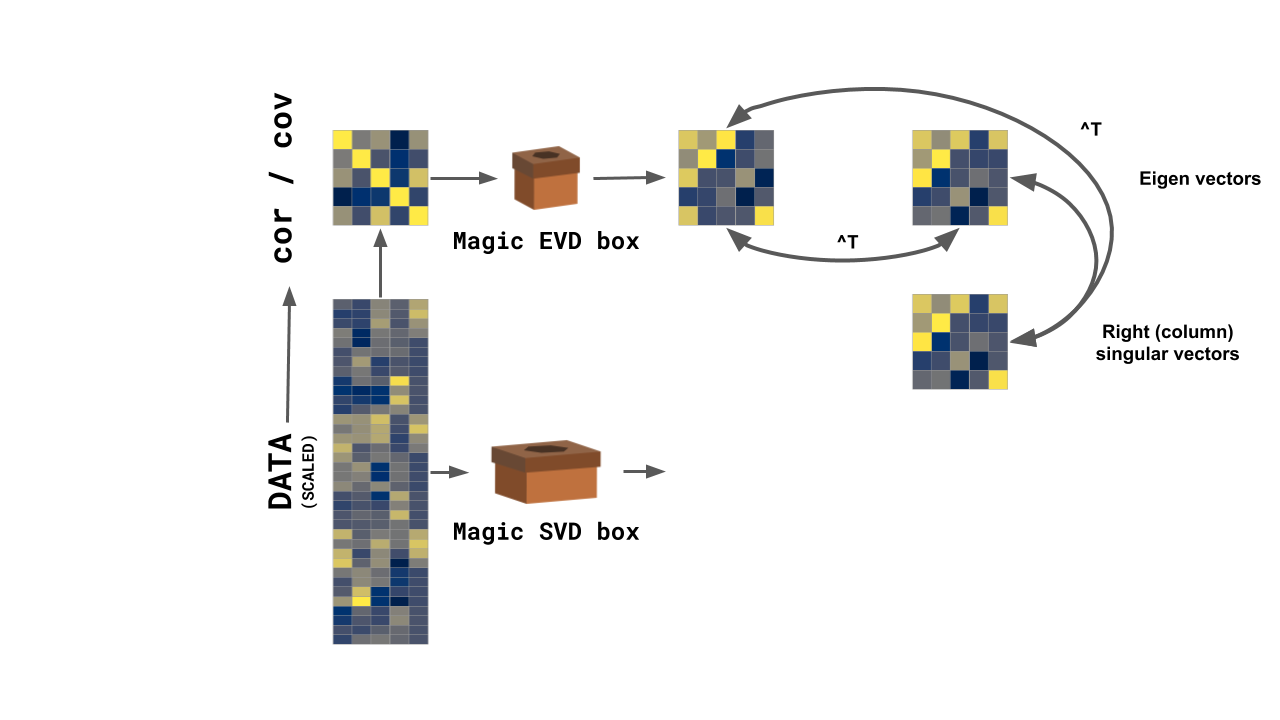 cor / cov
^T
Eigen vectors
Magic EVD box
^T
Right (column)
singular vectors
DATA
(SCALED)
Magic SVD box